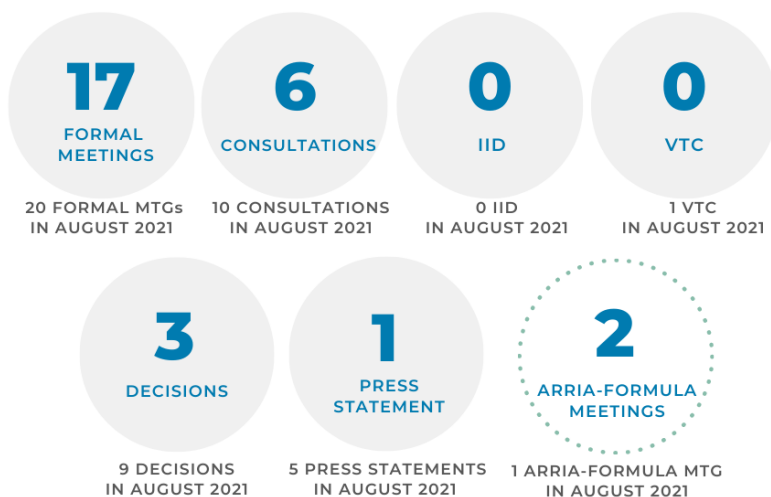 17
FORMAL
MEETINGS
20 FORMAL MTGs
IN AUGUST 2021
6
CONSULTATIONS
10 CONSULTATIONS
IN AUGUST 2021
0
IID
0 IID
IN AUGUST 2021
0
VTC
1 VTC
IN AUGUST 2021
3
DECISIONS
9 DECISIONS
IN AUGUST 2021
1
PRESS
STATEMENT
5 PRESS STATEMENTS
IN AUGUST 2021
2
ARRIA-FORMULA
MEETINGS
1 ARRIA-FORMULA MTG
IN AUGUST 2021